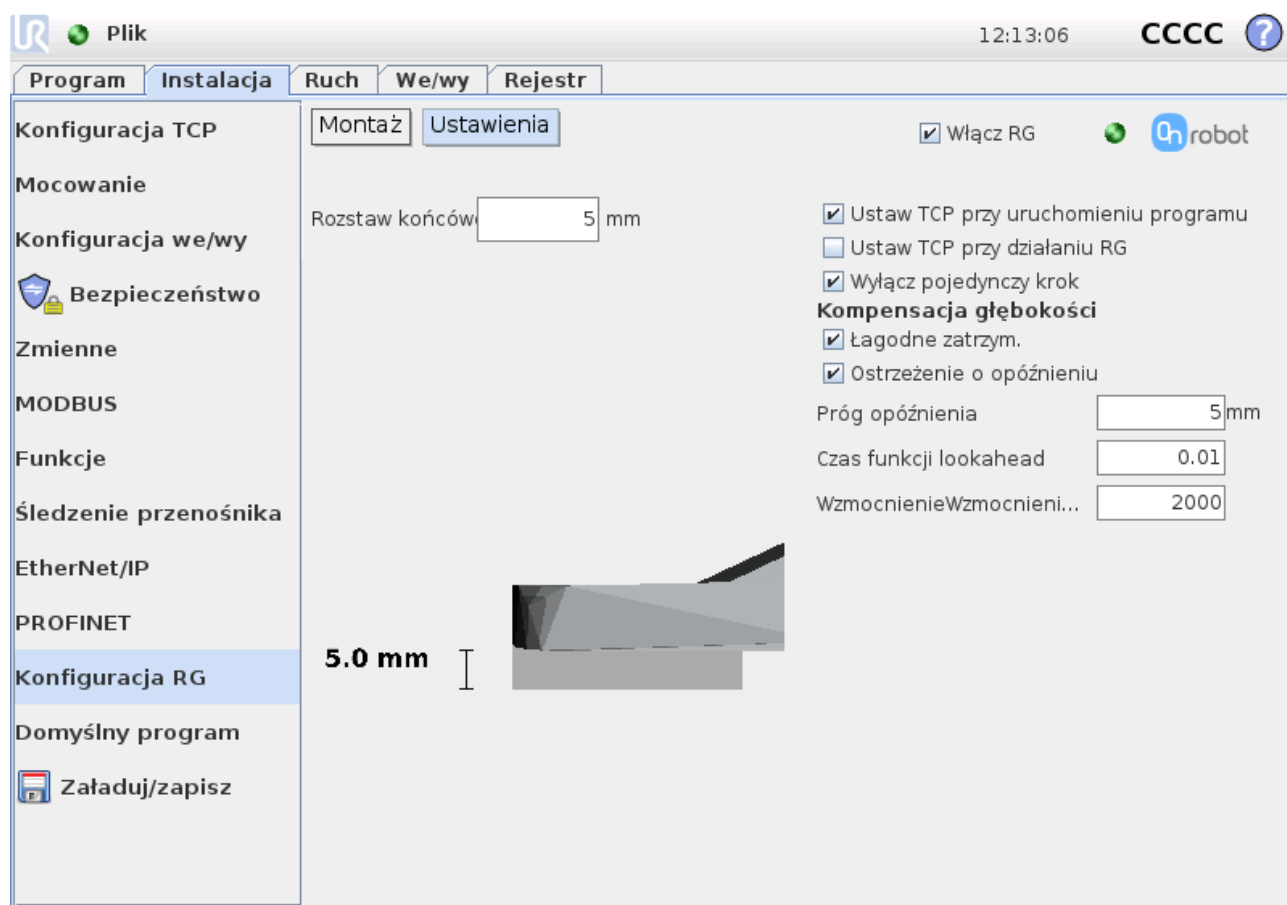 UR Plik 12:13:06 CCCC ?
Program Instalacja Ruch We/wy Rejestr
Konfiguracja TCP
Mocowanie
Konfiguracja we/wy
Bezpieczeństwo
Zmienne
MODBUS
Funkcje
Śledzenie przenośnika
EtherNet/IP
PROFINET
Konfiguracja RG
Domyślny program
Załaduj/zapisz
Montaż Ustawienia
Włącz RG On robot
Rozstaw końców 5 mm
Ustaw TCP przy uruchomieniu programu
Ustaw TCP przy działaniu RG
Wyłącz pojedynczy krok
Kompensacja głębokości
Łagodne zatrzym.
Ostrzeżenie o opóźnieniu
Próg opóźnienia 5 mm
Czas funkcji lookahead 0.01
WzmocnienieWzmocnieni... 2000
5.0 mm